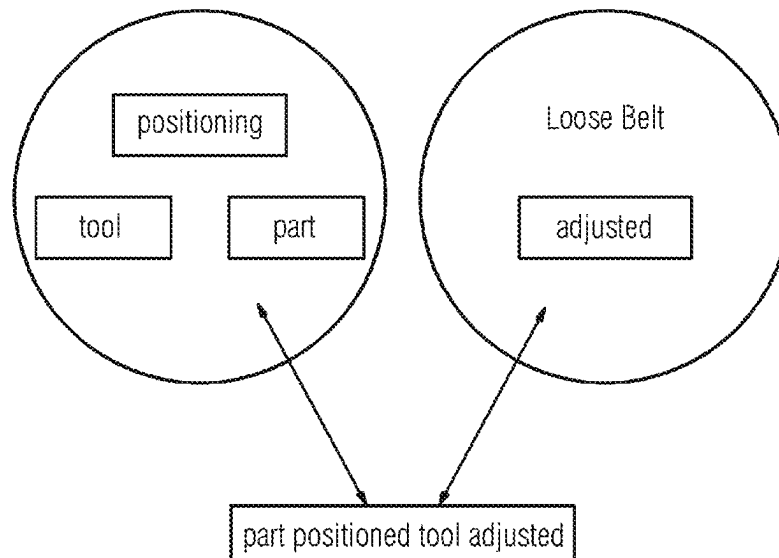 positioning
tool
part
Loose Belt
adjusted
part positioned tool adjusted